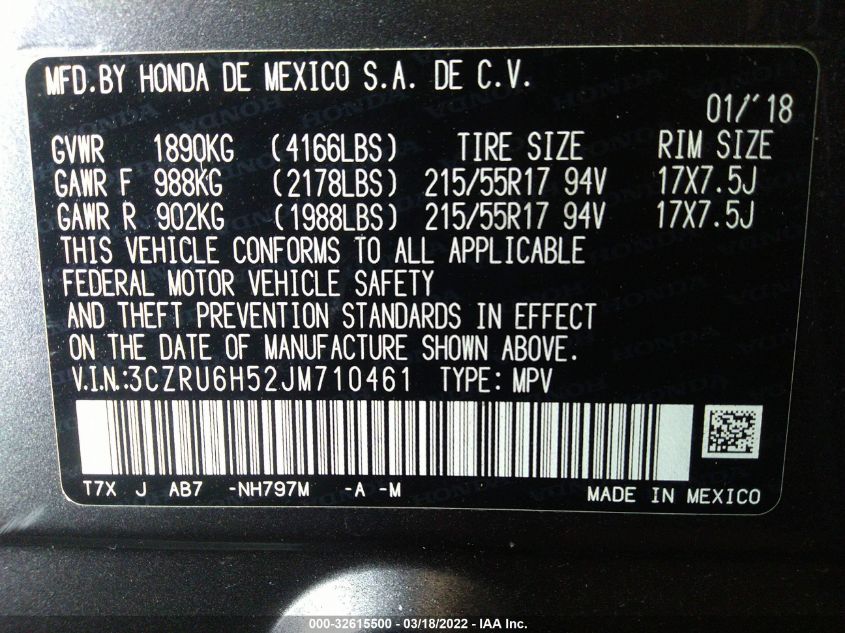 MFD.BY HONDA DE MEXICO S.A. DE C.V.
01/'18
GVWR 1890KG (4166LBS) TIRE SIZE RIM SIZE
GAWR F 988KG (2178LBS) 215/55R17 94V 17X7.5J
GAWR R 902KG (1988LBS) 215/55R17 94V 17X7.5J
THIS VEHICLE CONFORMS TO ALL APPLICABLE
FEDERAL MOTOR VEHICLE SAFETY
AND THEFT PREVENTION STANDARDS IN EFFECT
ON THE DATE OF MANUFACTURE SHOWN ABOVE.
V.I.N.:3CZRU6H52JM710461 TYPE: MPV
T7X J AB7 -NH797M -A -M MADE IN MEXICO
000-32615500 - 03/18/2022 - IAA Inc.